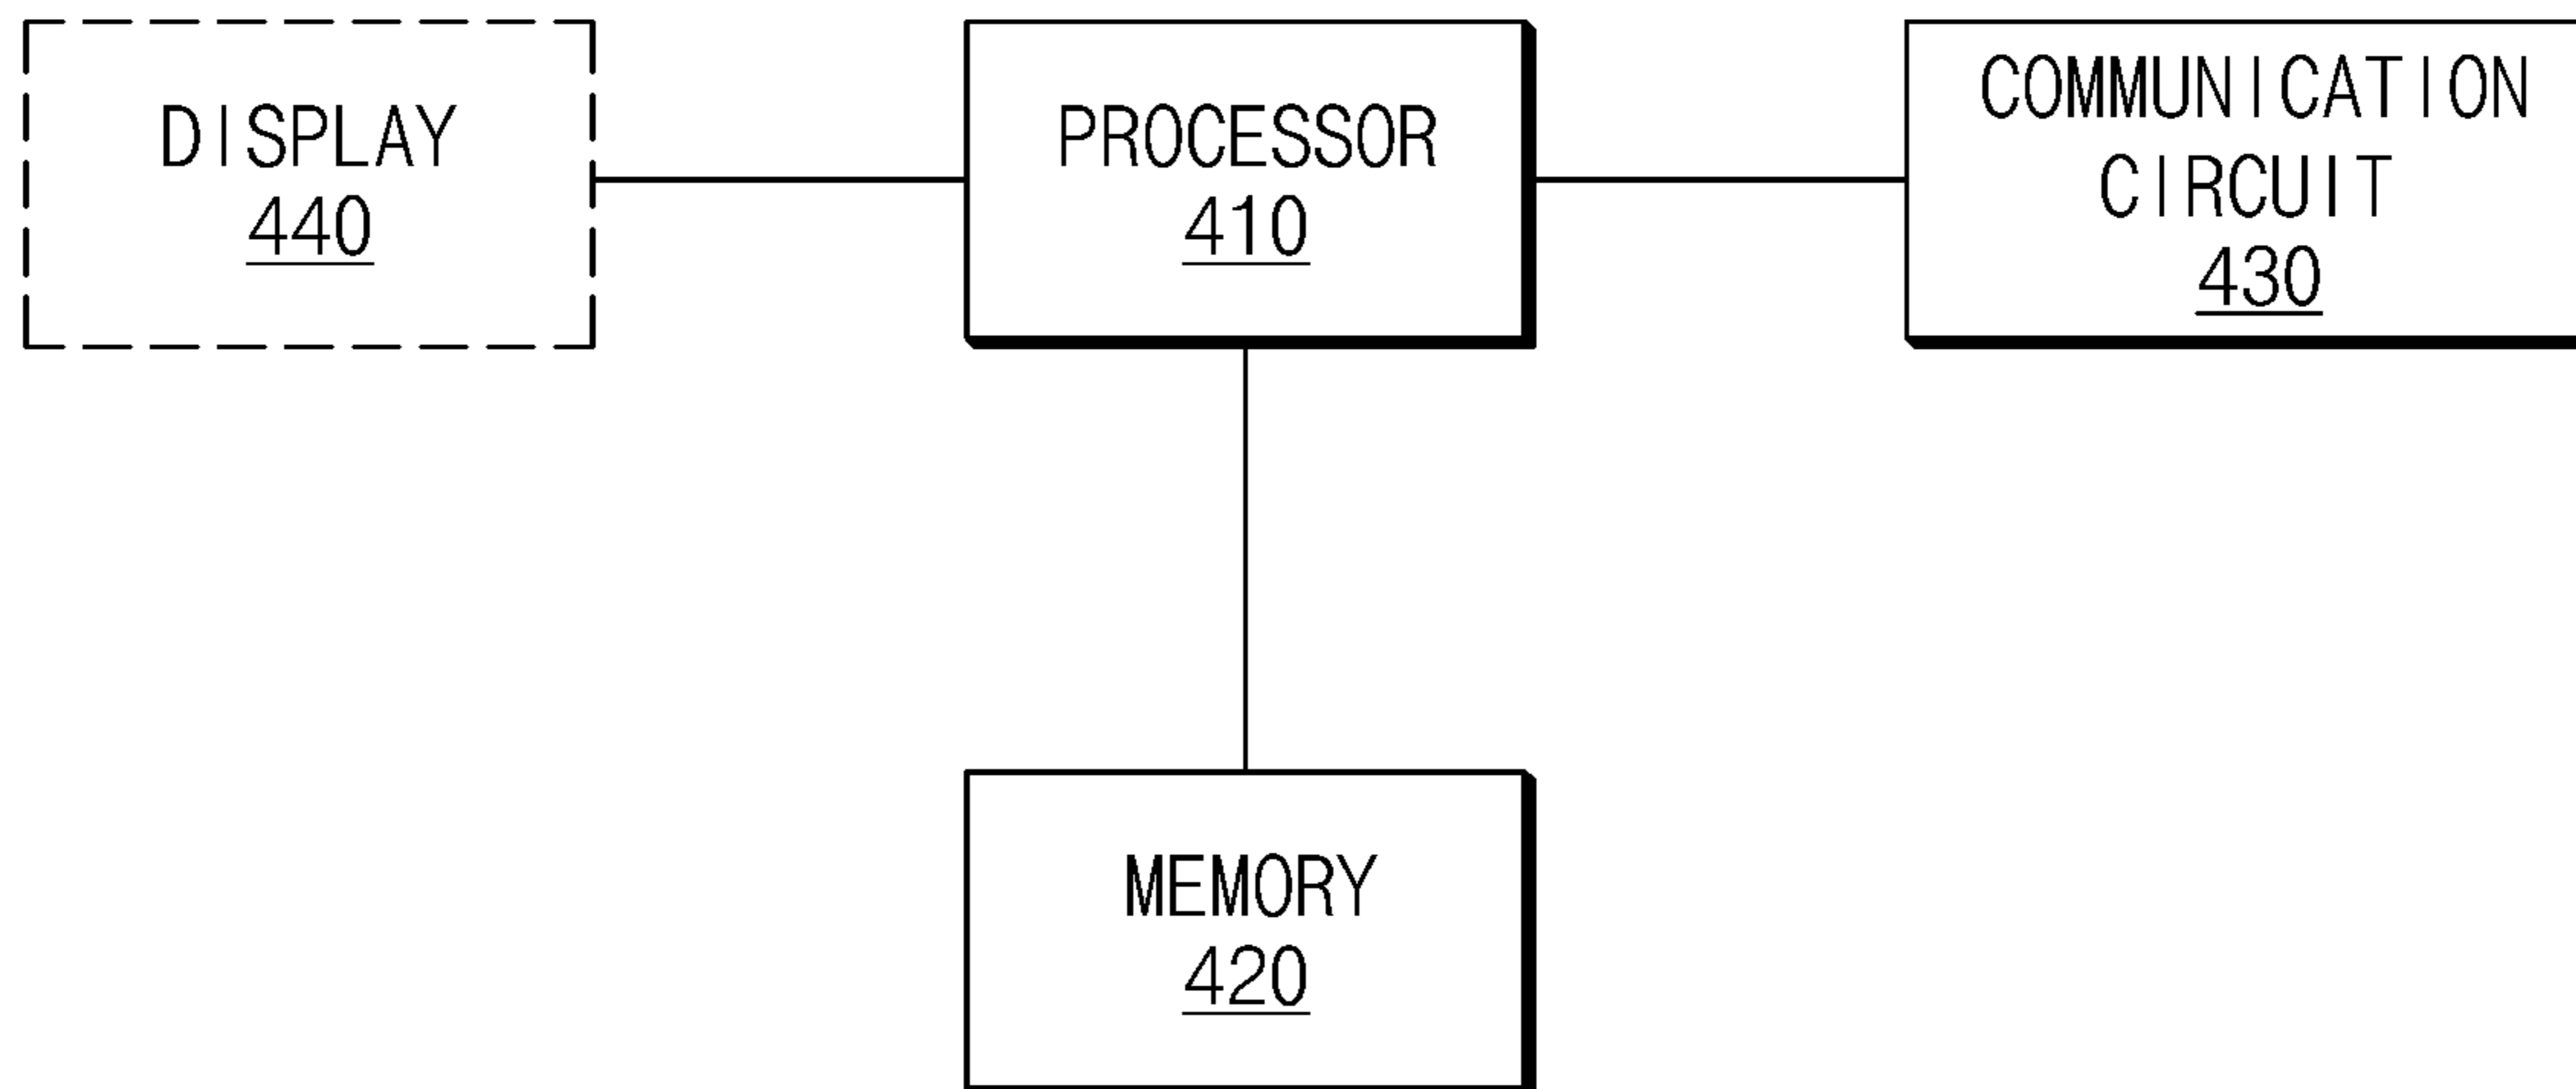 DISPLAY
440
PROCESSOR
410
COMMUNICATION
CIRCUIT
430
MEMORY
420